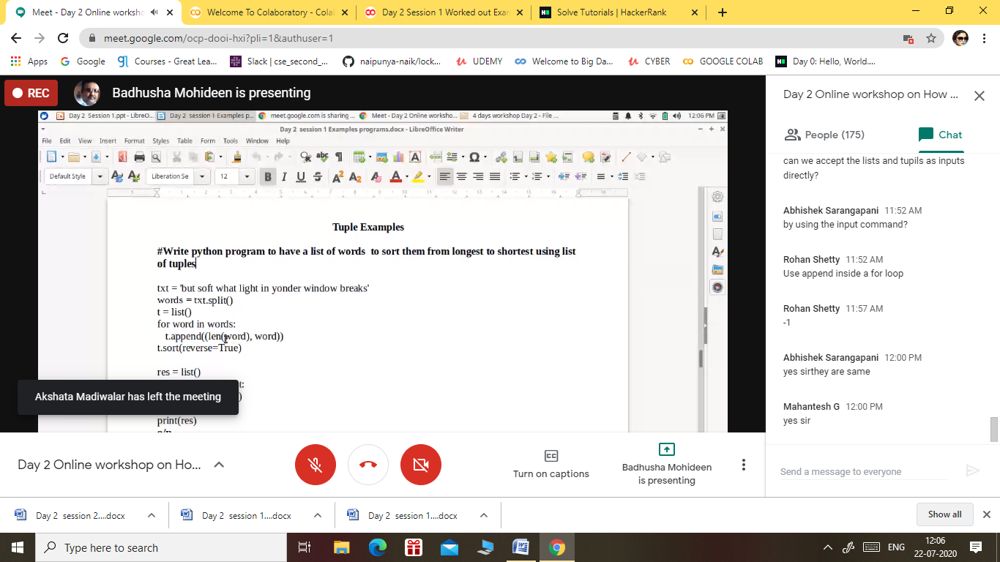 Meet - Day 2 Online worksho
Welcome To Colaboratory - Cola
Day 2 Session 1 Worked out Exar
Solve Tutorials | HackerRank
meet.google.com/ocp-dooi-hxi?pli=1&authuser=1
Apps
Google
Courses - Great Lea...
Slack | cse_second_...
naipunya-naik/lock...
UDEMY
Welcome to Big Da...
CYBER
GOOGLE COLAB
Day 0: Hello, World....
REC
Badhusha Mohideen is presenting
Day 2 Session 1.ppt - LibreO...
Day 2 session 1 Examples p...
meet.google.com is sharing ...
Meet - Day 2 Online worksho...
4 days workshop Day 2 - File ...
12:06 PM
Day 2 session 1 Examples programs.docx - LibreOffice Writer
File Edit View Insert Format Styles Table Form Tools Window Help
Default Style
Liberation Se
12
Tuple Examples
#Write python program to have a list of words to sort them from longest to shortest using list
of tuples
txt = 'but soft what light in yonder window breaks'
words = txt.split()
t = list()
for word in words:
t.append((len(word), word))
t.sort(reverse=True)
res = list()
t:
)
print(res)
Akshata Madiwalar has left the meeting
Day 2 Online workshop on How ...
People (175)
Chat
can we accept the lists and tupils as inputs
directly?
Abhishek Sarangapani 11:52 AM
by using the input command?
Rohan Shetty 11:52 AM
Use append inside a for loop
Rohan Shetty 11:57 AM
-1
Abhishek Sarangapani 12:00 PM
yes sirthey are same
Mahantesh G 12:00 PM
yes sir
Send a message to everyone
Day 2 Online workshop on Ho...
Turn on captions
Badhusha Mohideen
is presenting
Day 2 session 2....docx
Day 2 session 1....docx
Day 2 session 1....docx
Show all
Type here to search
ENG
12:06
22-07-2020